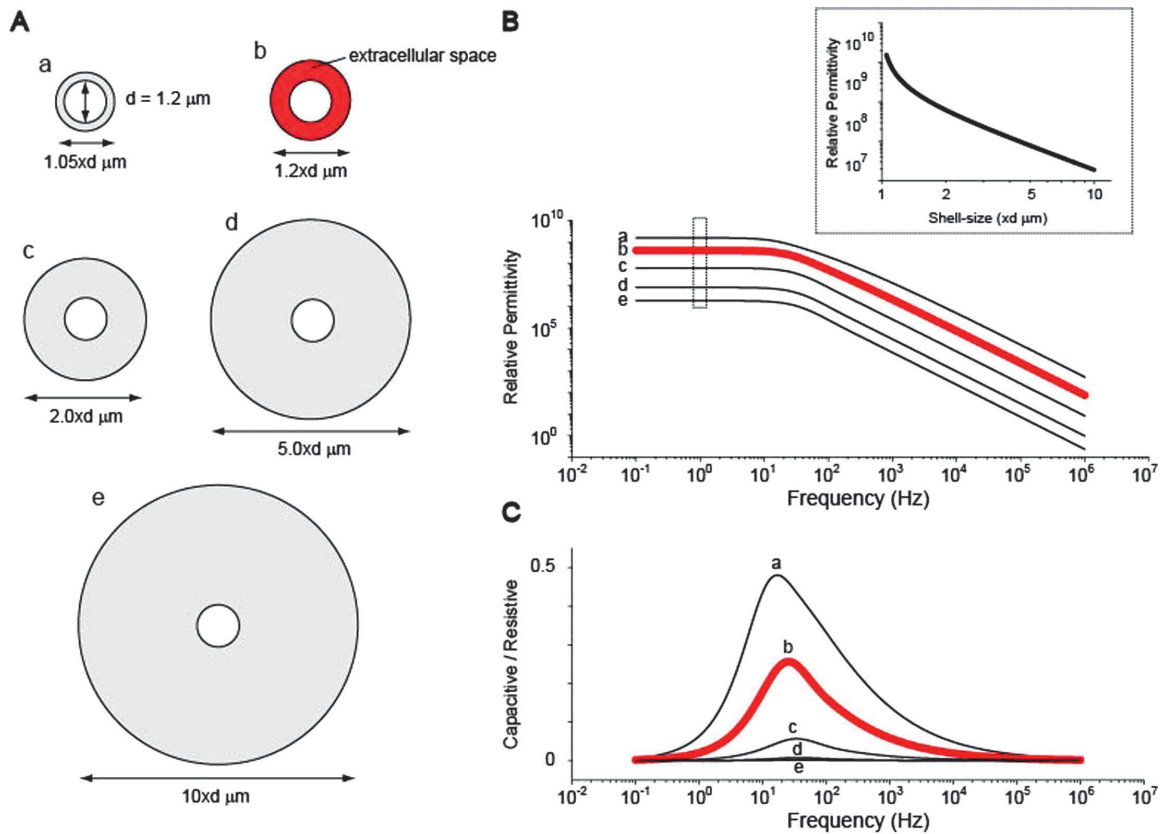 A
a
d = 1.2 μm
1.05xd μm
b
extracellular space
1.2xd μm
c
2.0xd μm
d
5.0xd μm
e
10xd μm
B
Relative Permittivity
10^10
10^9
10^8
10^7
1
2
5
10
Shell-size (xd μm)
Relative Permittivity
10^10
10^5
10^0
a
b
c
d
e
10^-2
10^-1
10^0
10^1
10^2
10^3
10^4
10^5
10^6
10^7
Frequency (Hz)
C
Capacitive / Resistive
0.5
0
a
b
c
d
e
10^-2
10^-1
10^0
10^1
10^2
10^3
10^4
10^5
10^6
10^7
Frequency (Hz)